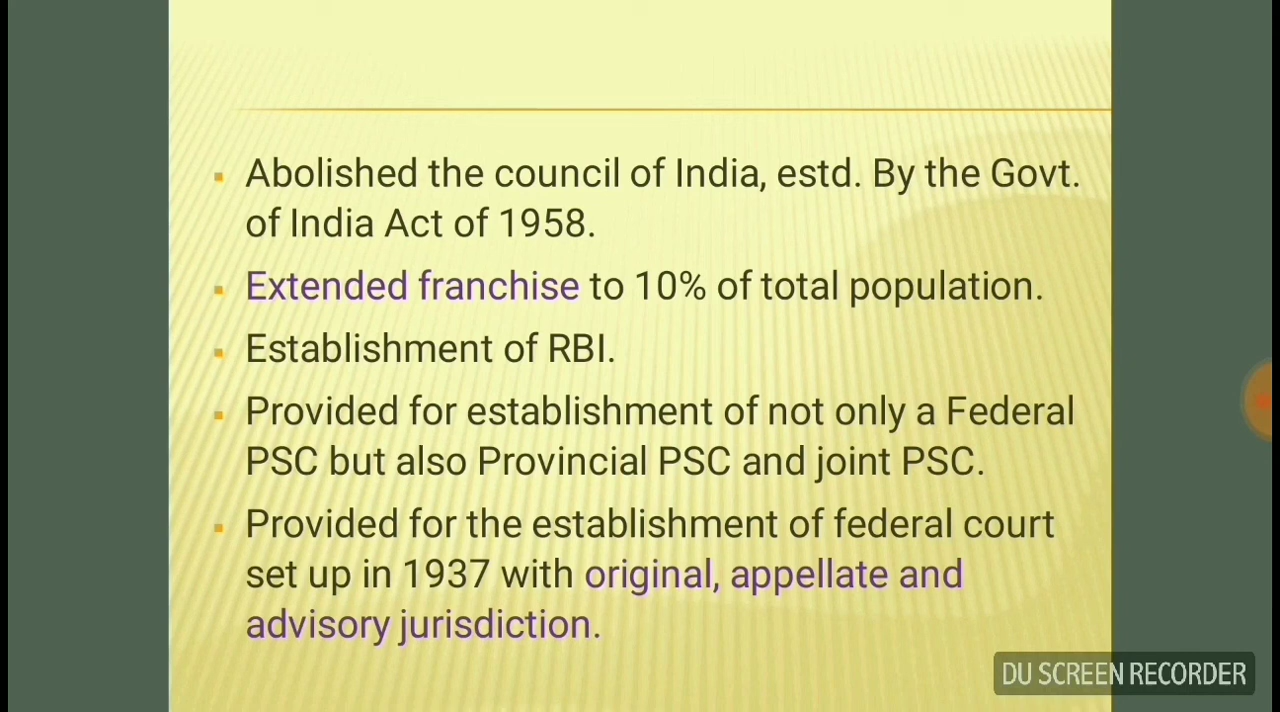 Abolished the council of India, estd. By the Govt.
of India Act of 1958.
Extended franchise to 10% of total population.
Establishment of RBI.
Provided for establishment of not only a Federal
PSC but also Provincial PSC and joint PSC.
Provided for the establishment of federal court
set up in 1937 with original, appellate and
advisory jurisdiction.
DU SCREEN RECORDER